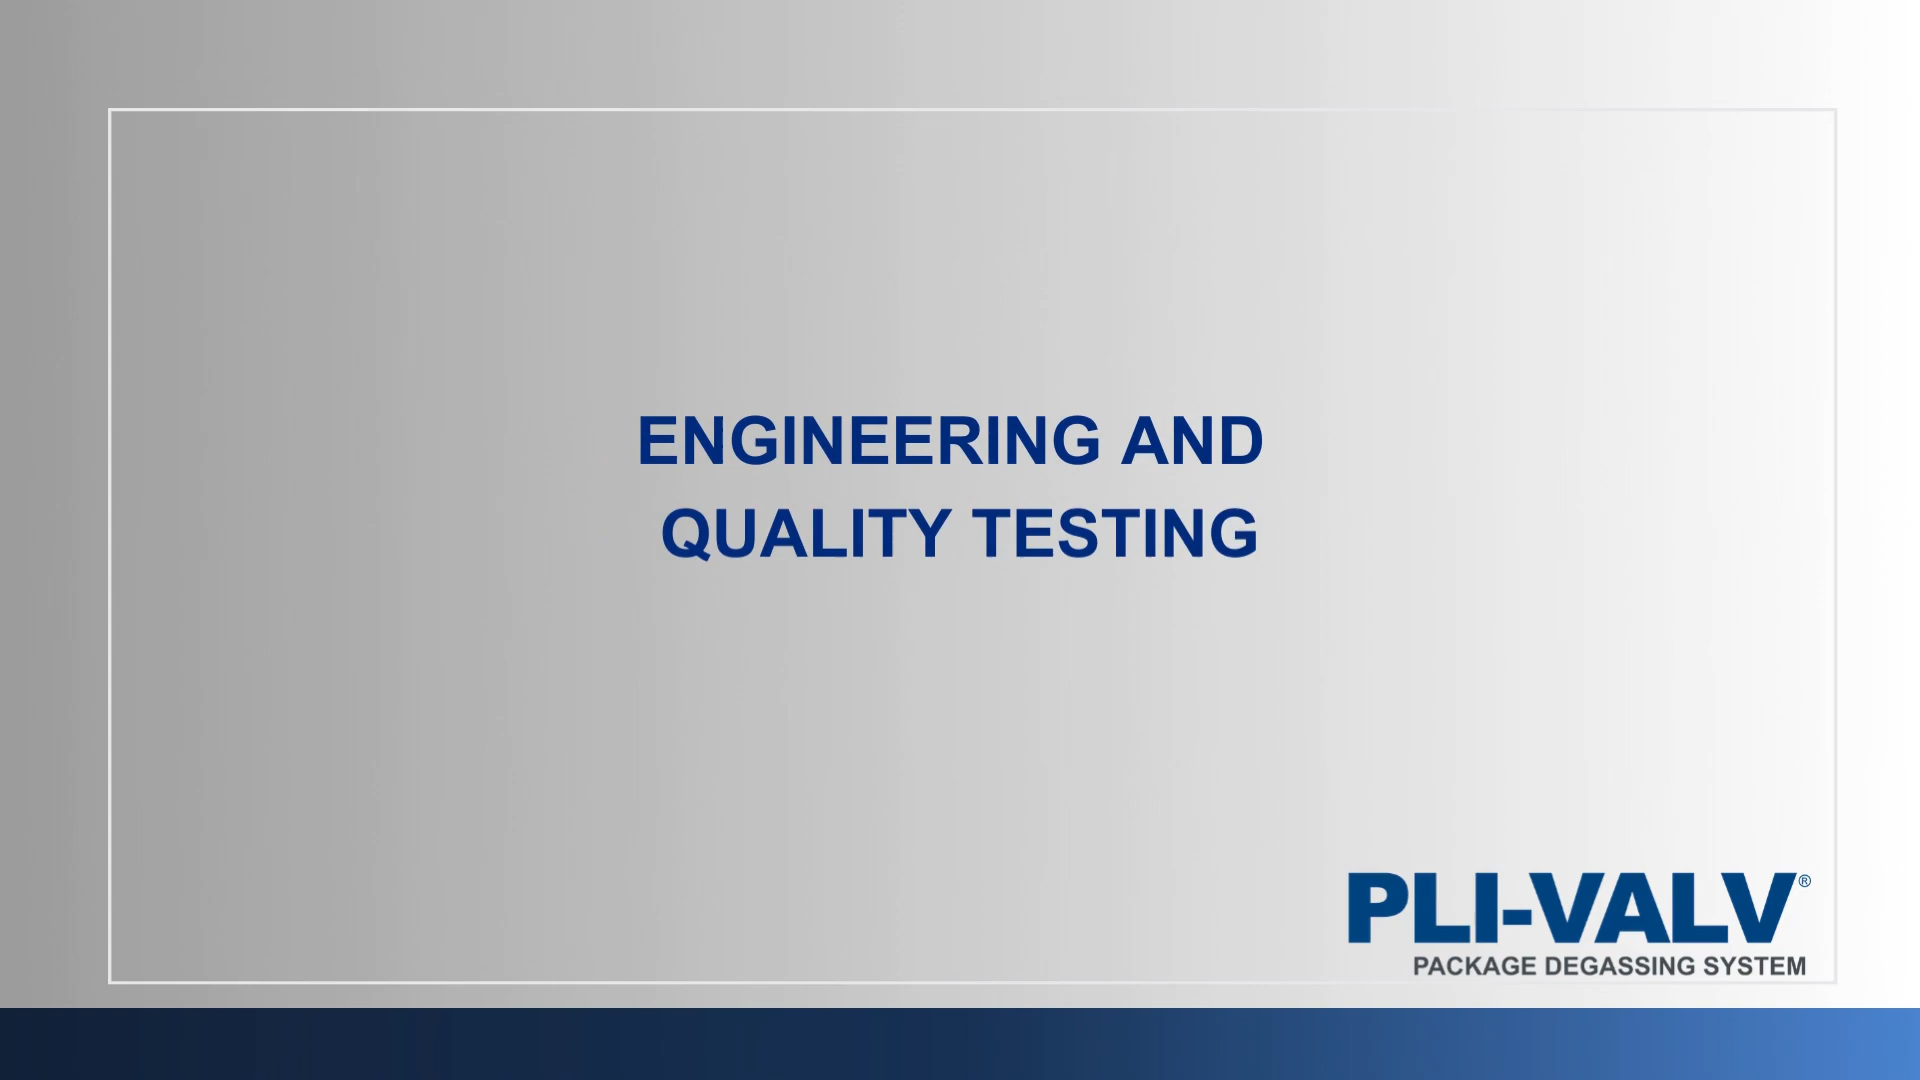 ENGINEERING AND
QUALITY TESTING
PLI-VALV®
PACKAGE DEGASSING SYSTEM